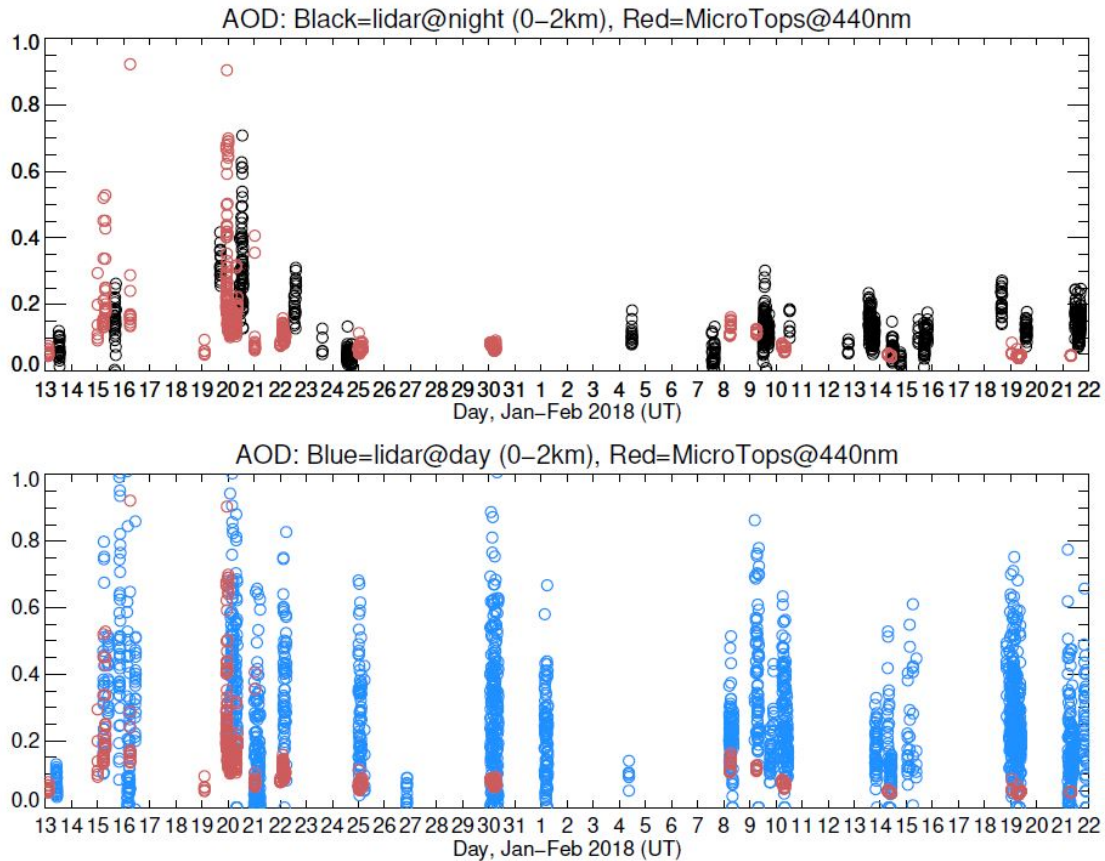 AOD: Black=lidar@night (0−2km), Red=MicroTops@440nm
1.0
0.8
0.6
0.4
0.2
0.0
13 14 15 16 17 18 19 20 21 22 23 24 25 26 27 28 29 30 31 1 2 3 4 5 6 7 8 9 10 11 12 13 14 15 16 17 18 19 20 21 22
Day, Jan−Feb 2018 (UT)
AOD: Blue=lidar@day (0−2km), Red=MicroTops@440nm
1.0
0.8
0.6
0.4
0.2
0.0
13 14 15 16 17 18 19 20 21 22 23 24 25 26 27 28 29 30 31 1 2 3 4 5 6 7 8 9 10 11 12 13 14 15 16 17 18 19 20 21 22
Day, Jan−Feb 2018 (UT)